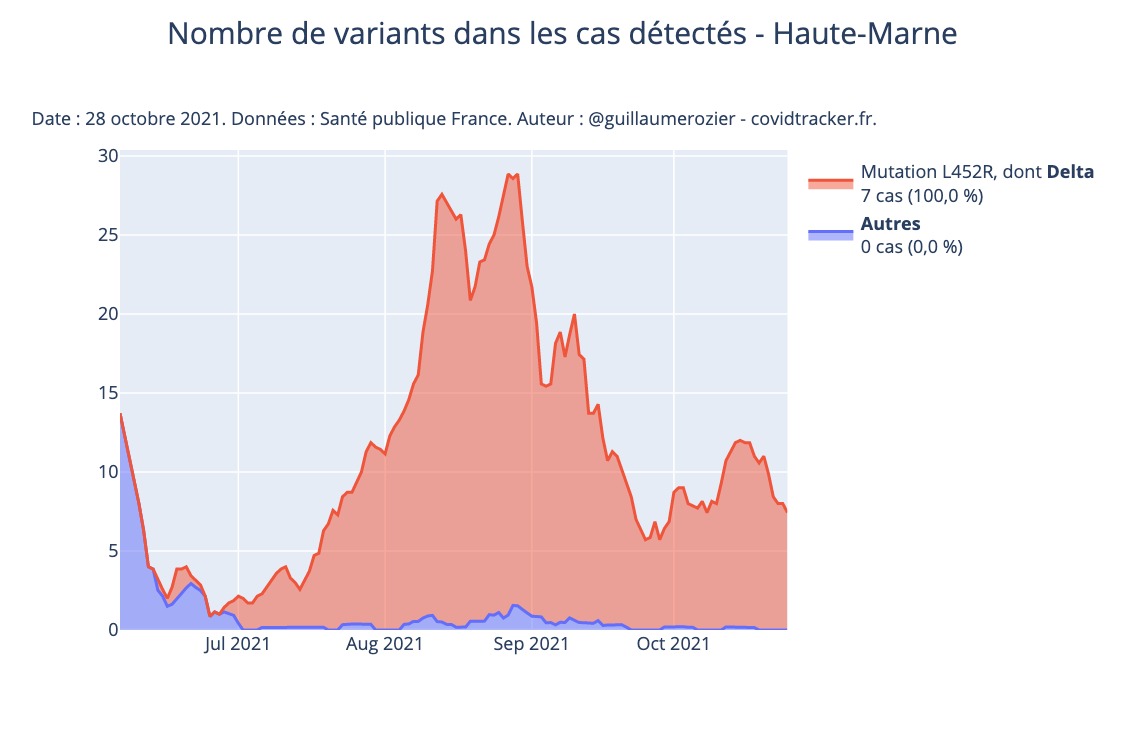 Nombre de variants dans les cas détectés - Haute-Marne
Date : 28 octobre 2021. Données : Santé publique France. Auteur : @guillaumerozier - covidtracker.fr.
30
25
20
15
10
5
0
Jul 2021
Aug 2021
Sep 2021
Oct 2021
Mutation L452R, dont Delta
7 cas (100,0 %)
Autres
0 cas (0,0 %)